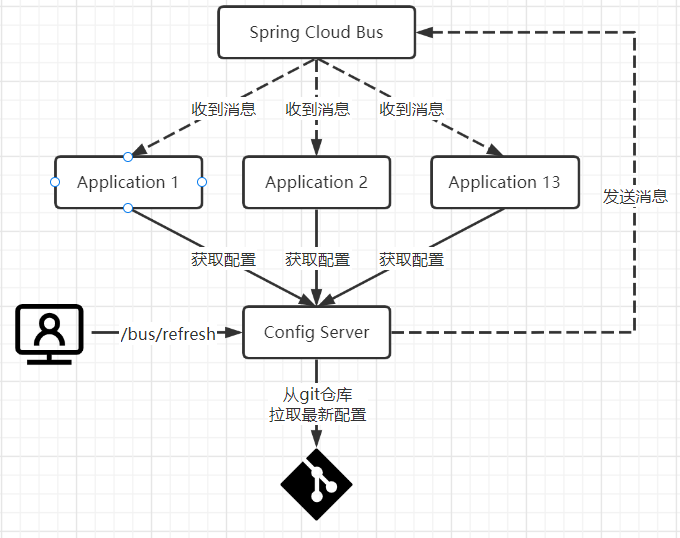 Spring Cloud Bus
收到消息
收到消息
收到消息
Application 1
Application 2
Application 13
发送消息
获取配置
获取配置
获取配置
/bus/refresh
Config Server
从git仓库
拉取最新配置